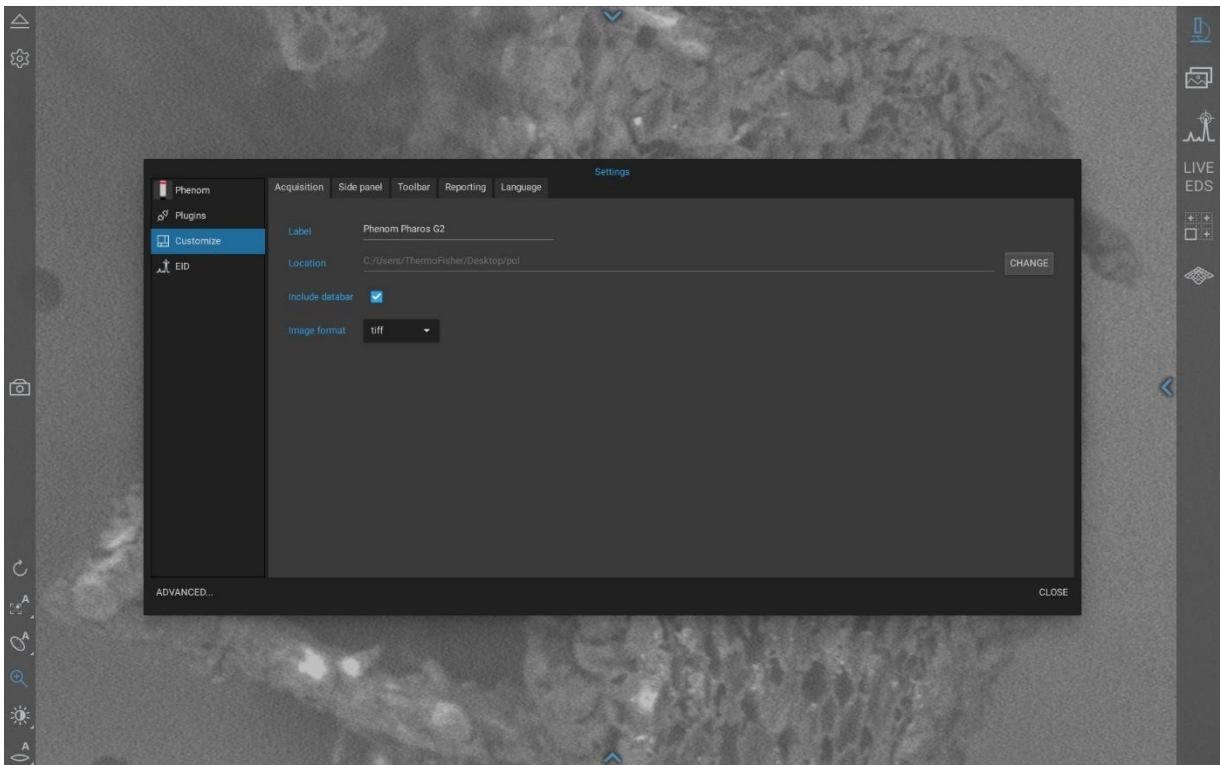 Settings
Phenom
Plugins
Customize
EID
Acquisition Side panel Toolbar Reporting Language
Label Phenom Pharos G2
Location C:/Users/ThermoFisher/Desktop/pol CHANGE
Include databar
Image format tiff
ADVANCED... CLOSE
LIVE
EDS
A
A
A